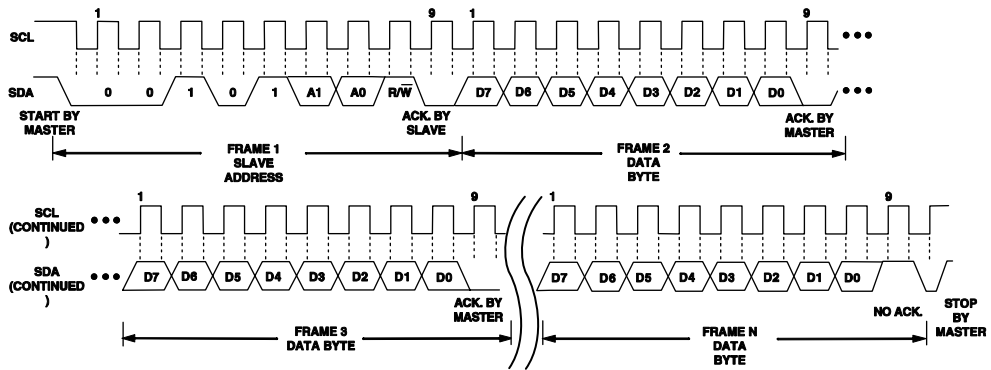 1 9 1 9
SCL
SDA 0 0 1 0 1 A1 A0 R/W̅ D7 D6 D5 D4 D3 D2 D1 D0
START BY
MASTER
ACK. BY
SLAVE
ACK. BY
MASTER
FRAME 1
SLAVE
ADDRESS
FRAME 2
DATA
BYTE
1 9 1 9
SCL
(CONTINUED
)
SDA
(CONTINUED
)
D7 D6 D5 D4 D3 D2 D1 D0 D7 D6 D5 D4 D3 D2 D1 D0
ACK. BY
MASTER
NO ACK.
STOP
BY
MASTER
FRAME 3
DATA BYTE
FRAME N
DATA
BYTE